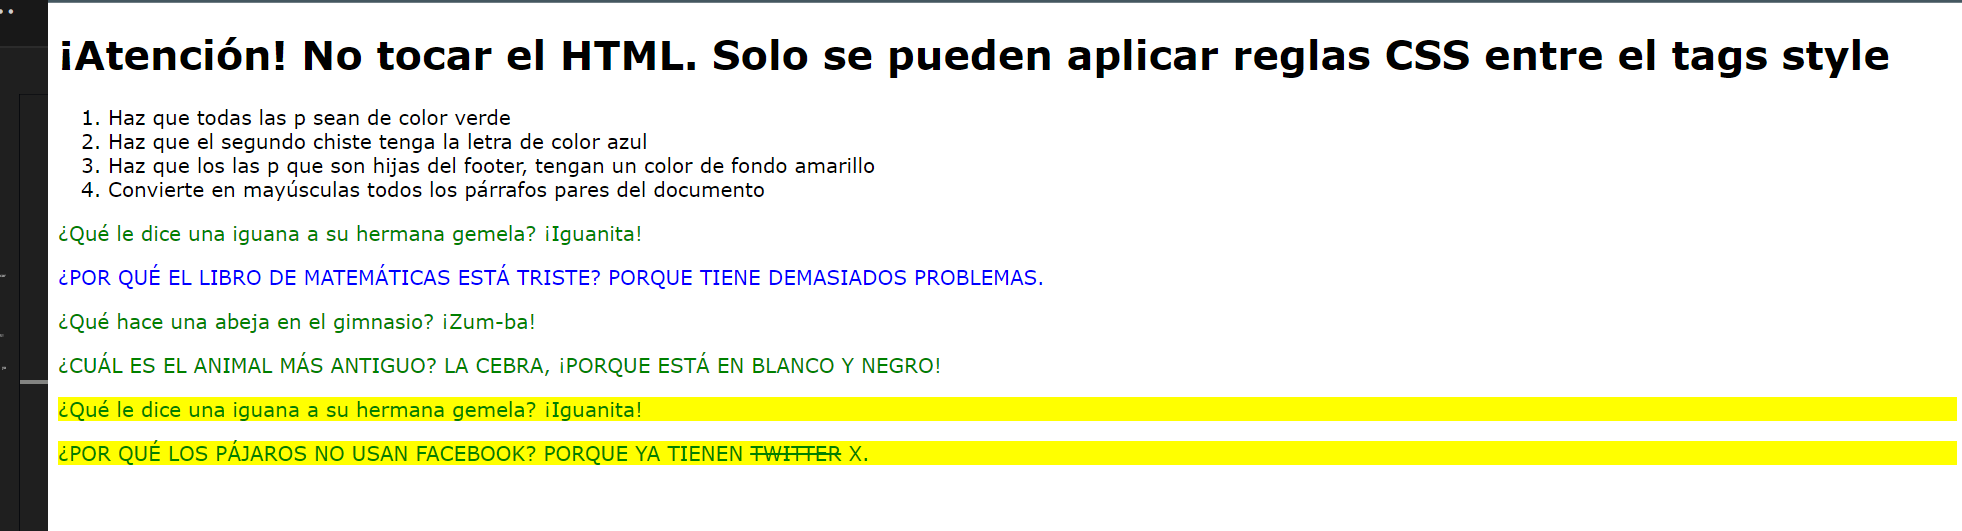 ¡Atención! No tocar el HTML. Solo se pueden aplicar reglas CSS entre el tags style
1. Haz que todas las p sean de color verde
2. Haz que el segundo chiste tenga la letra de color azul
3. Haz que los las p que son hijas del footer, tengan un color de fondo amarillo
4. Convierte en mayúsculas todos los párrafos pares del documento
¿Qué le dice una iguana a su hermana gemela? ¡Iguanita!
¿POR QUÉ EL LIBRO DE MATEMÁTICAS ESTÁ TRISTE? PORQUE TIENE DEMASIADOS PROBLEMAS.
¿Qué hace una abeja en el gimnasio? ¡Zum-ba!
¿CUÁL ES EL ANIMAL MÁS ANTIGUO? LA CEBRA, ¡PORQUE ESTÁ EN BLANCO Y NEGRO!
¿Qué le dice una iguana a su hermana gemela? ¡Iguanita!
¿POR QUÉ LOS PÁJAROS NO USAN FACEBOOK? PORQUE YA TIENEN TWITTER X.